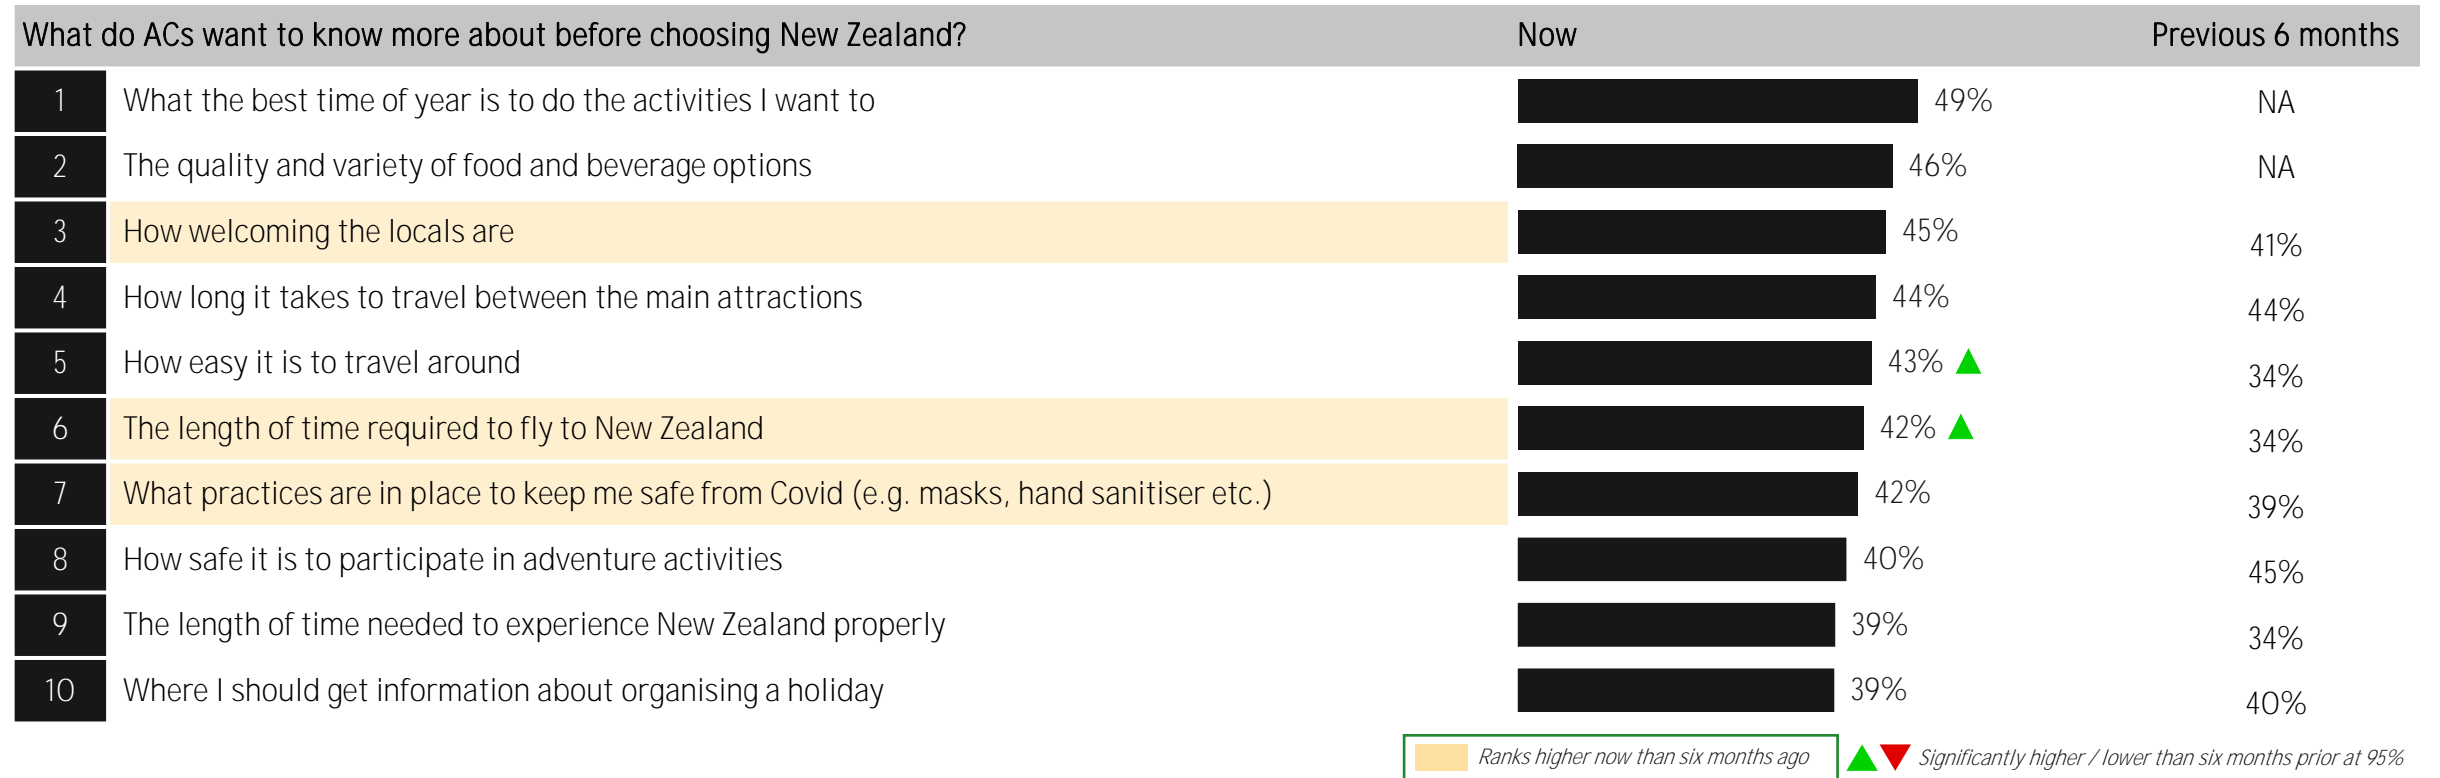 What do ACs want to know more about before choosing New Zealand? Now Previous 6 months
1 What the best time of year is to do the activities I want to 49% NA
2 The quality and variety of food and beverage options 46% NA
3 How welcoming the locals are 45% 41%
4 How long it takes to travel between the main attractions 44% 44%
5 How easy it is to travel around 43% 34%
6 The length of time required to fly to New Zealand 42% 34%
7 What practices are in place to keep me safe from Covid (e.g. masks, hand sanitiser etc.) 42% 39%
8 How safe it is to participate in adventure activities 40% 45%
9 The length of time needed to experience New Zealand properly 39% 34%
10 Where I should get information about organising a holiday 39% 40%
Ranks higher now than six months ago Significantly higher / lower than six months prior at 95%